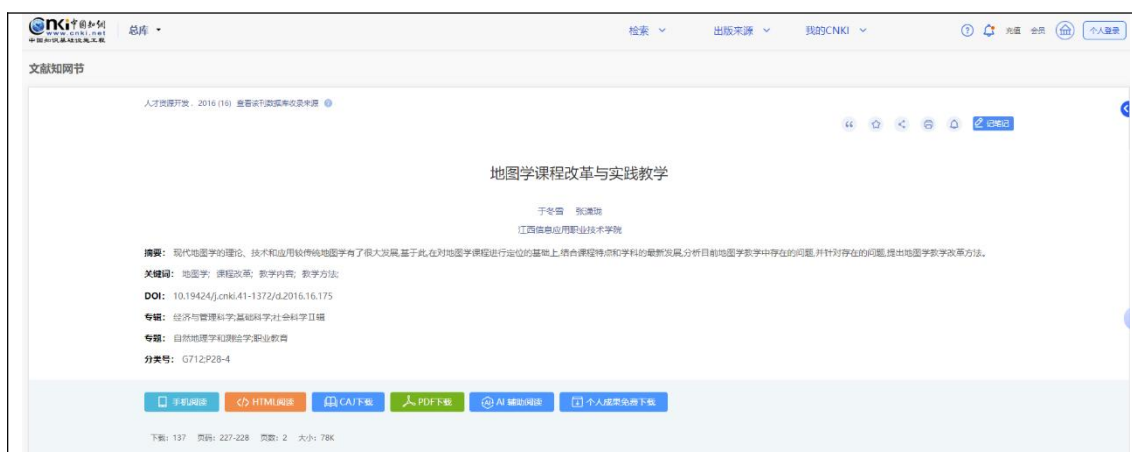 Cnki中国知网
www.cnki.net
中国知识基础设施工程
总库
检索
出版来源
我的CNKI
充值 会员
个人登录
文献知网节
人才资源开发 . 2016 (16) 查看该刊数据库收录来源
记笔记
地图学课程改革与实践教学
于冬雪
江西信息应用职业技术学院
摘要: 现代地图学的理论、技术和应用较传统地图学有了很大发展,基于此,在对地图学课程进行定位的基础上,结合课程特点和学科的最新发展,分析目前地图学教学中存在的问题,并针对存在的问题,提出地图学教学改革方法。
关键词: 地图学; 课程改革; 教学内容; 教学方法;
DOI: 10.19424/j.cnki.41-1372/d.2016.16.175
专辑: 经济与管理科学;基础科学;社会科学Ⅱ辑
专题: 自然地理学和测绘学;职业教育
分类号: G712;P28-4
手机阅读
HTML阅读
CAJ下载
PDF下载
AI 辅助阅读
个人成果免费下载
下载: 137 页码: 227-228 页数: 2 大小: 78K